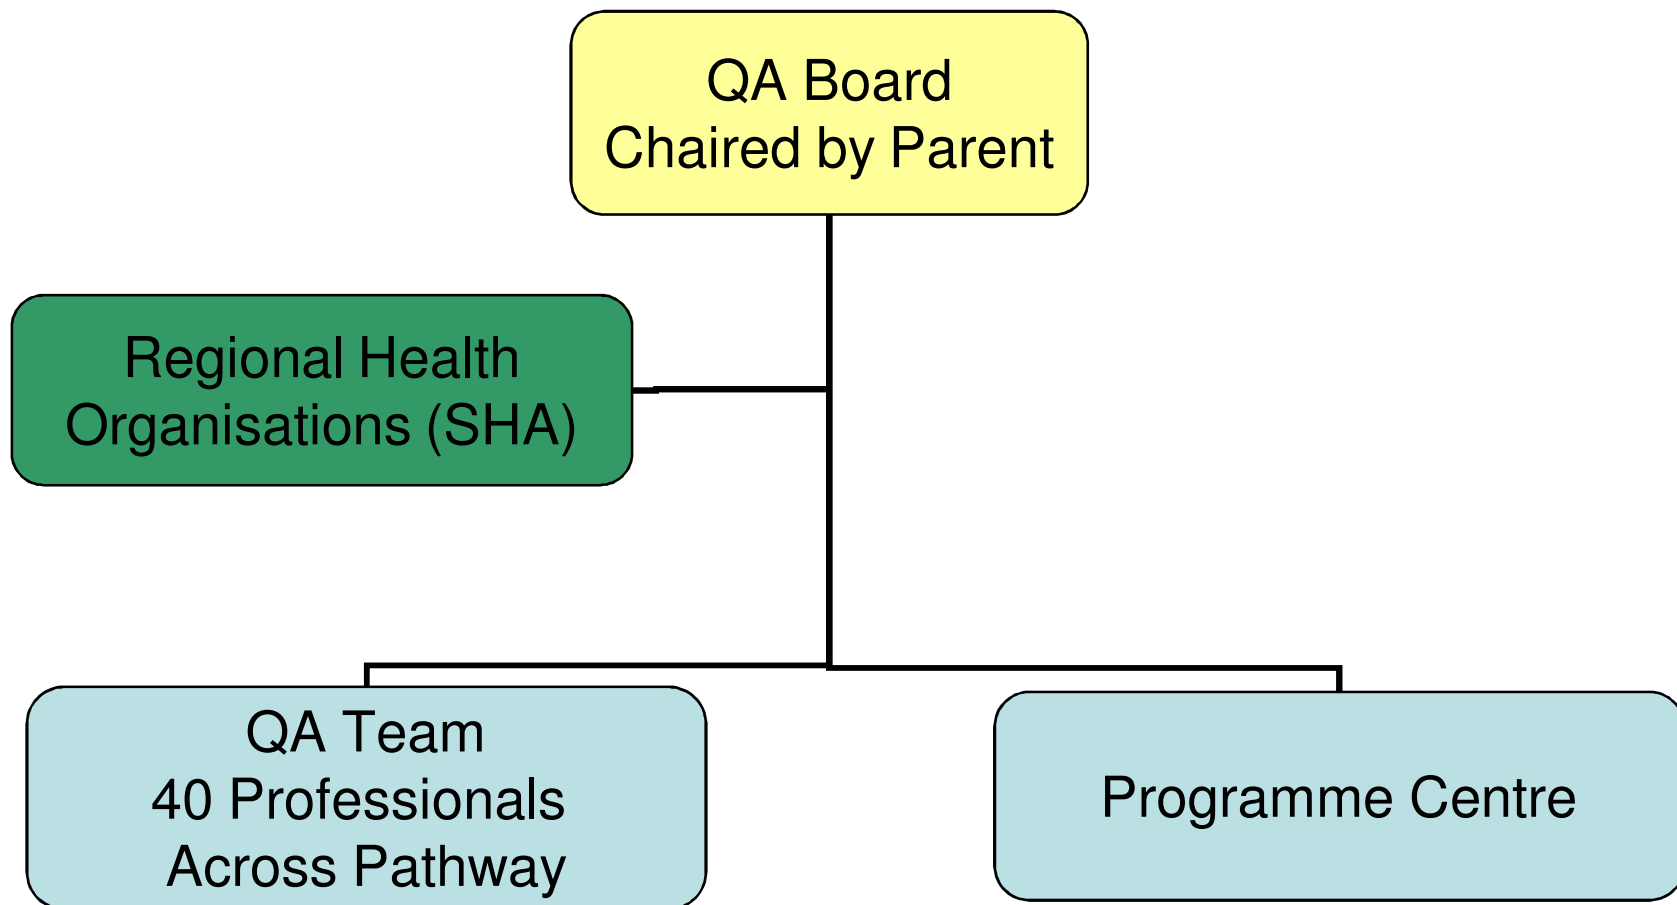 QA Board
Chaired by Parent
Regional Health
Organisations (SHA)
QA Team
40 Professionals
Across Pathway
Programme Centre